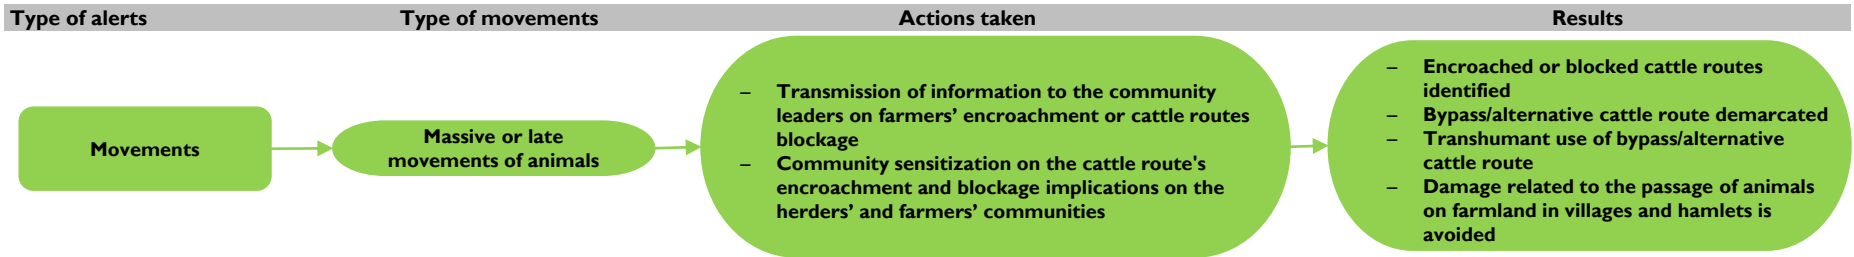 Type of alerts Type of movements Actions taken Results
Movements
Massive or late
movements of animals
– Transmission of information to the community
leaders on farmers’ encroachment or cattle routes
blockage
– Community sensitization on the cattle route's
encroachment and blockage implications on the
herders’ and farmers’ communities
– Encroached or blocked cattle routes
identified
– Bypass/alternative cattle route demarcated
– Transhumant use of bypass/alternative
cattle route
– Damage related to the passage of animals
on farmland in villages and hamlets is
avoided